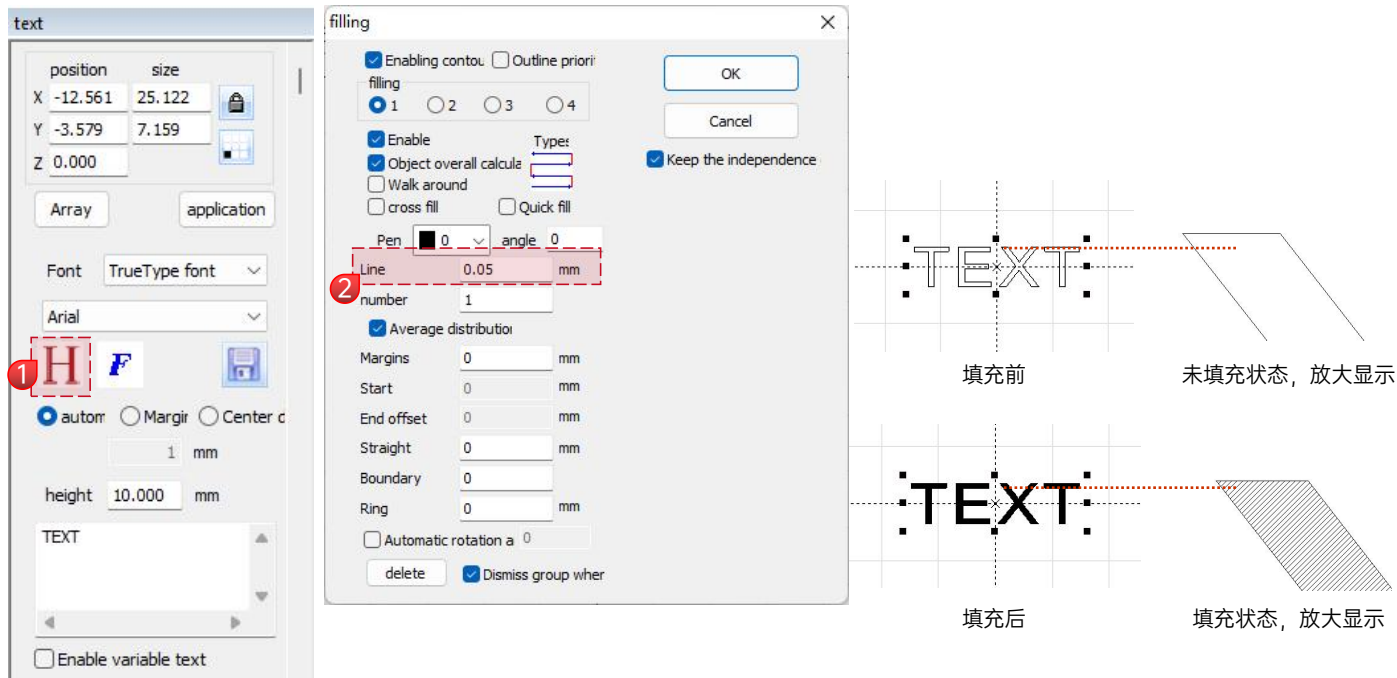 text
position size
X -12.561 25.122
Y -3.579 7.159
Z 0.000
Array application
Font TrueType font
Arial
1
H F
autom Margir Center c
1 mm
height 10.000 mm
TEXT
Enable variable text
filling
Enabling contou Outline priori
filling
1 2 3 4
Enable Types
Object overall calcula
Walk around
cross fill Quick fill
Pen 0 angle 0
2
Line 0.05 mm
number 1
Average distribution
Margins 0 mm
Start 0 mm
End offset 0 mm
Straight 0 mm
Boundary 0
Ring 0 mm
Automatic rotation a 0
delete Dismiss group wher
OK
Cancel
Keep the independence
TEXT
填充前
未填充状态，放大显示
TEXT
填充后
填充状态，放大显示